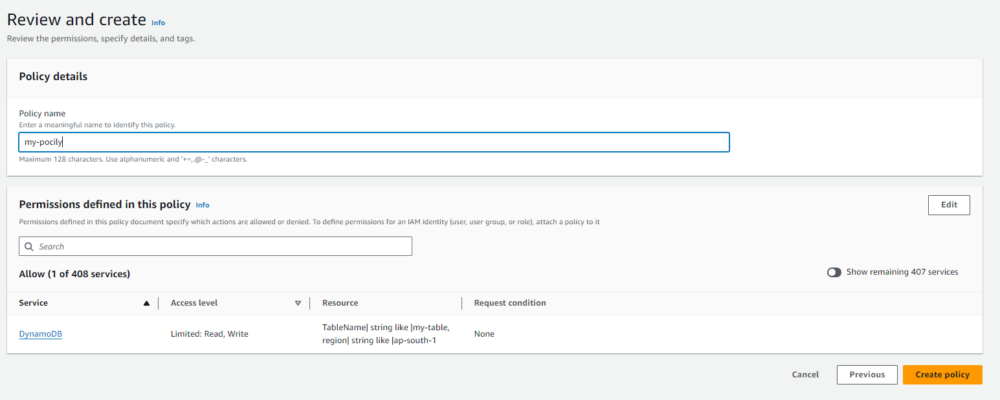 Review and create Info
Review the permissions, specify details, and tags.
Policy details
Policy name
Enter a meaningful name to identify this policy.
my-pocily
Maximum 128 characters. Use alphanumeric and '+=,.@-_' characters.
Permissions defined in this policy Info
Edit
Permissions defined in this policy document specify which actions are allowed or denied. To define permissions for an IAM identity (user, user group, or role), attach a policy to it
Search
Allow (1 of 408 services)
Show remaining 407 services
Service Access level Resource Request condition
DynamoDB Limited: Read, Write TableName| string like |my-table, None
region| string like |ap-south-1
Cancel Previous Create policy